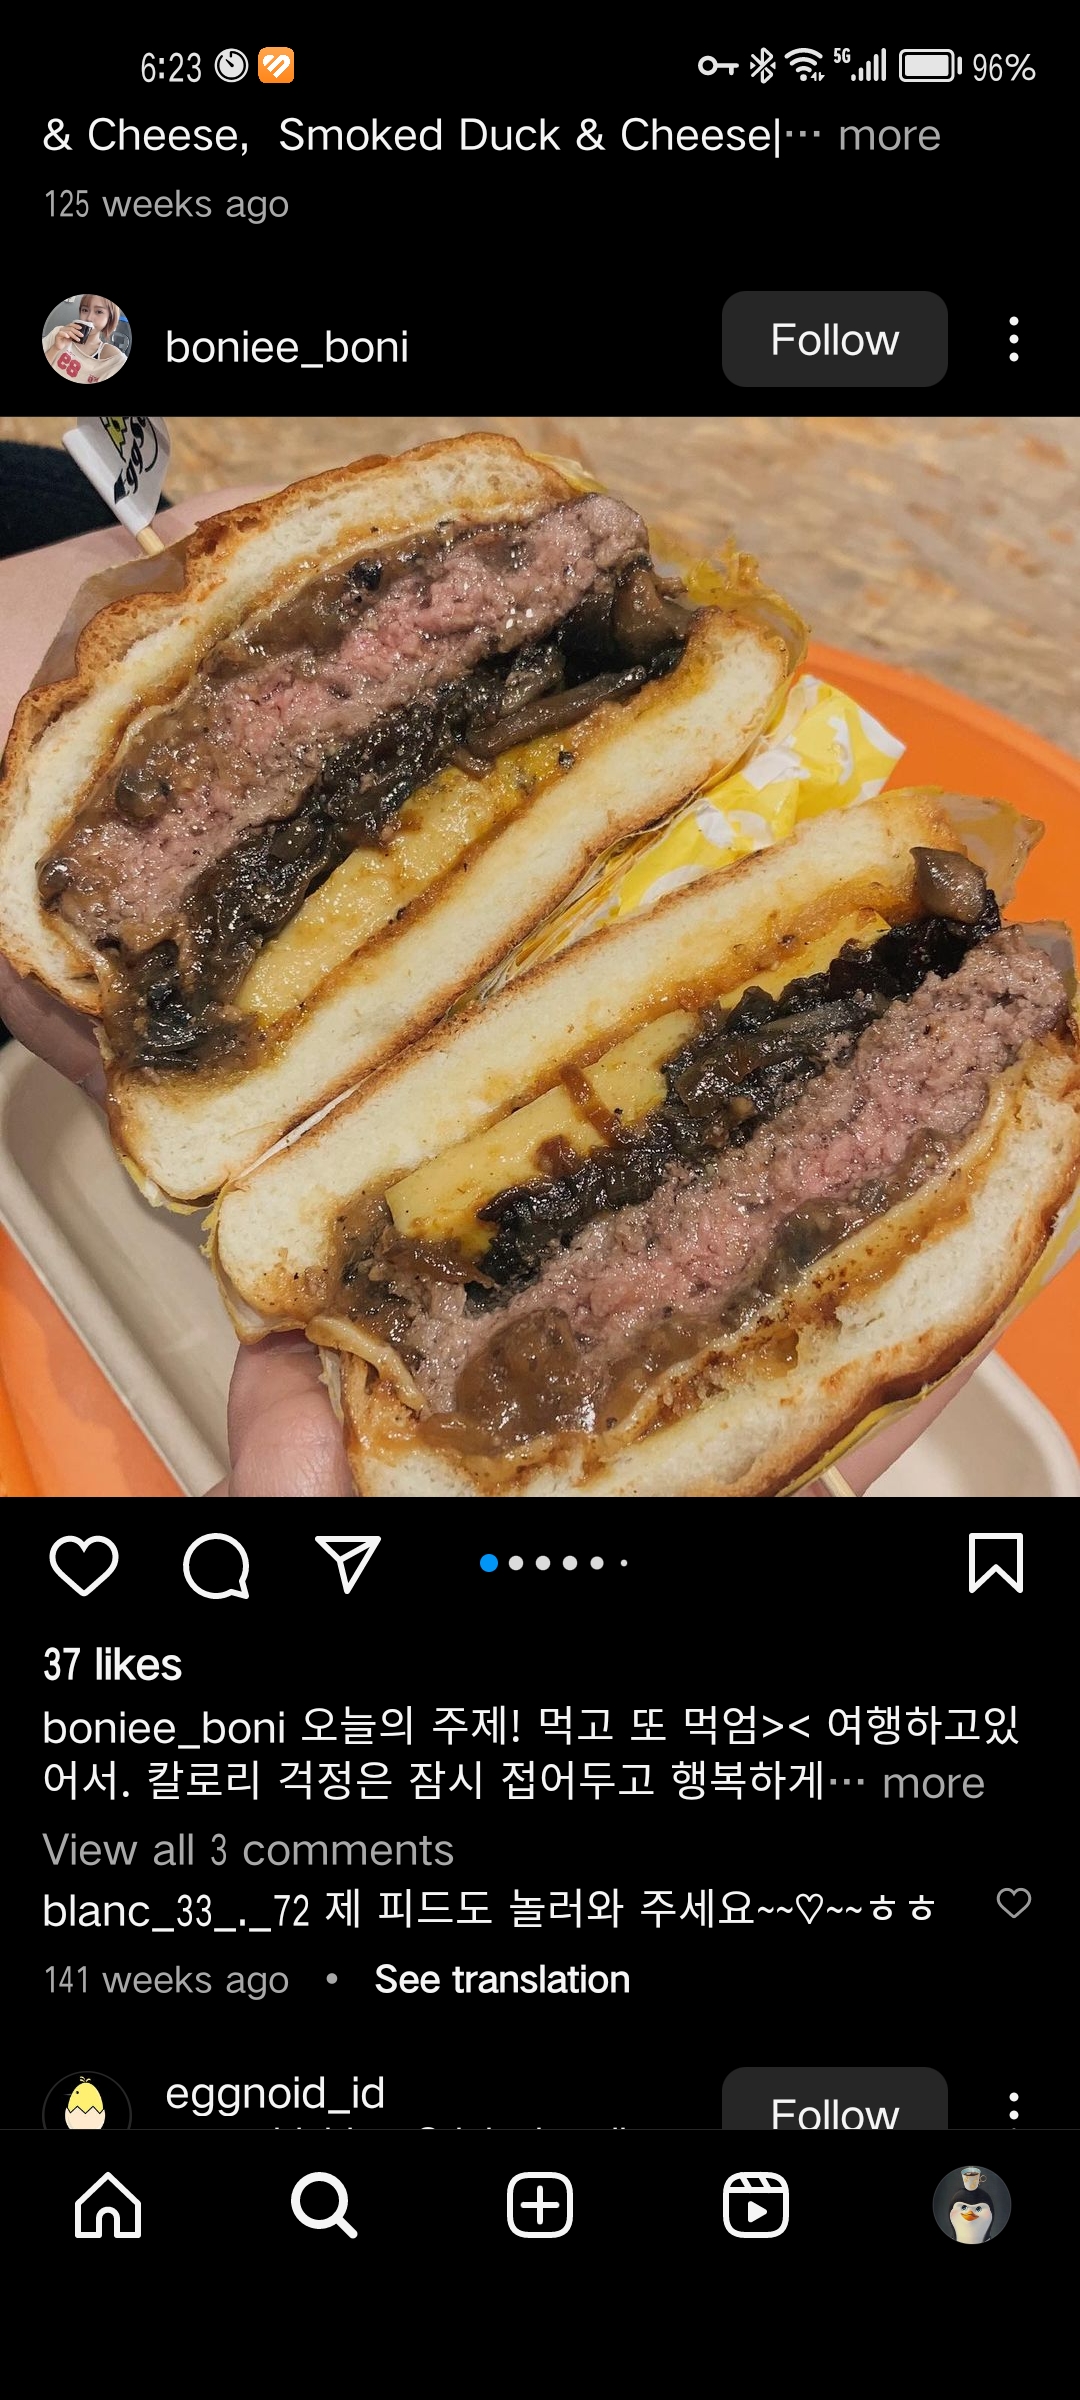 6:23 5G 96%
& Cheese, Smoked Duck & Cheese|… more
125 weeks ago
boniee_boni Follow
37 likes
boniee_boni 오늘의 주제! 먹고 또 먹엄>< 여행하고있
어서. 칼로리 걱정은 잠시 접어두고 행복하게… more
View all 3 comments
blanc_33_._72 제 피드도 놀러와 주세요~~♡~~ㅎㅎ
141 weeks ago • See translation
eggnoid_id Follow